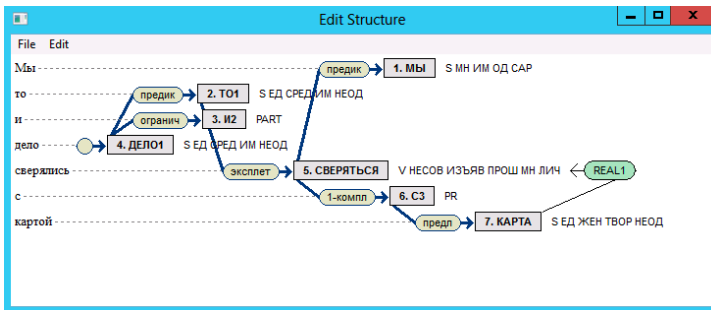 Edit Structure
File Edit
Мы предик 1. МЫ S МН ИМ ОД CAP
то предик 2. ТО1 S ЕД СРЕД ИМ НЕОД
и огранич 3. И2 PART
дело 4. ДЕЛО1 S ЕД СРЕД ИМ НЕОД
сверялись эксплет 5. СВЕРЯТЬСЯ V НЕСОВ ИЗЪЯВ ПРОШ МН ЛИЧ REAL1
с 1-компл 6. С3 PR
картой предл 7. КАРТА S ЕД ЖЕН ТВОР НЕОД